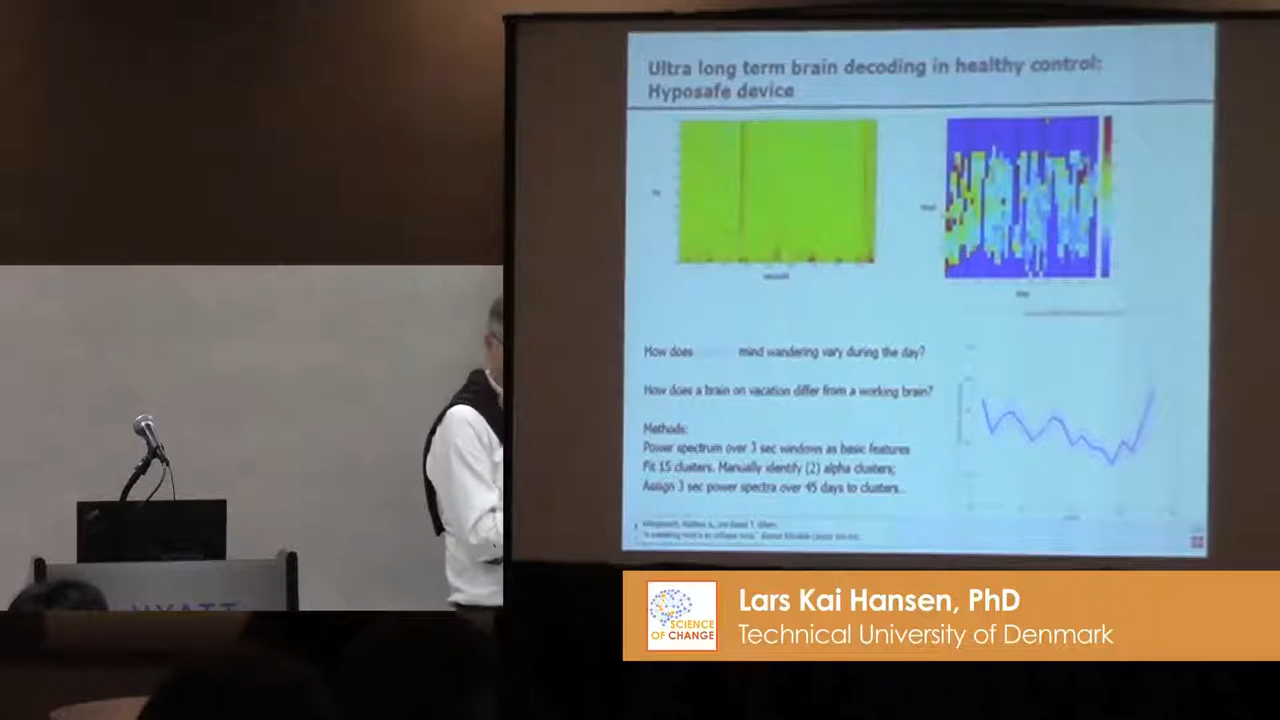 Ultra long term brain decoding in healthy control:
Hyposafe device
How does mind wandering vary during the day?
How does a brain on vacation differ from a working brain?
Methods:
Power spectrum over 3 sec windows as basic features
Fit 15 clusters. Manually identify (2) alpha clusters;
Assign 3 sec power spectra over 45 days to clusters.
HYATT
SCIENCE
OF CHANGE
Lars Kai Hansen, PhD
Technical University of Denmark